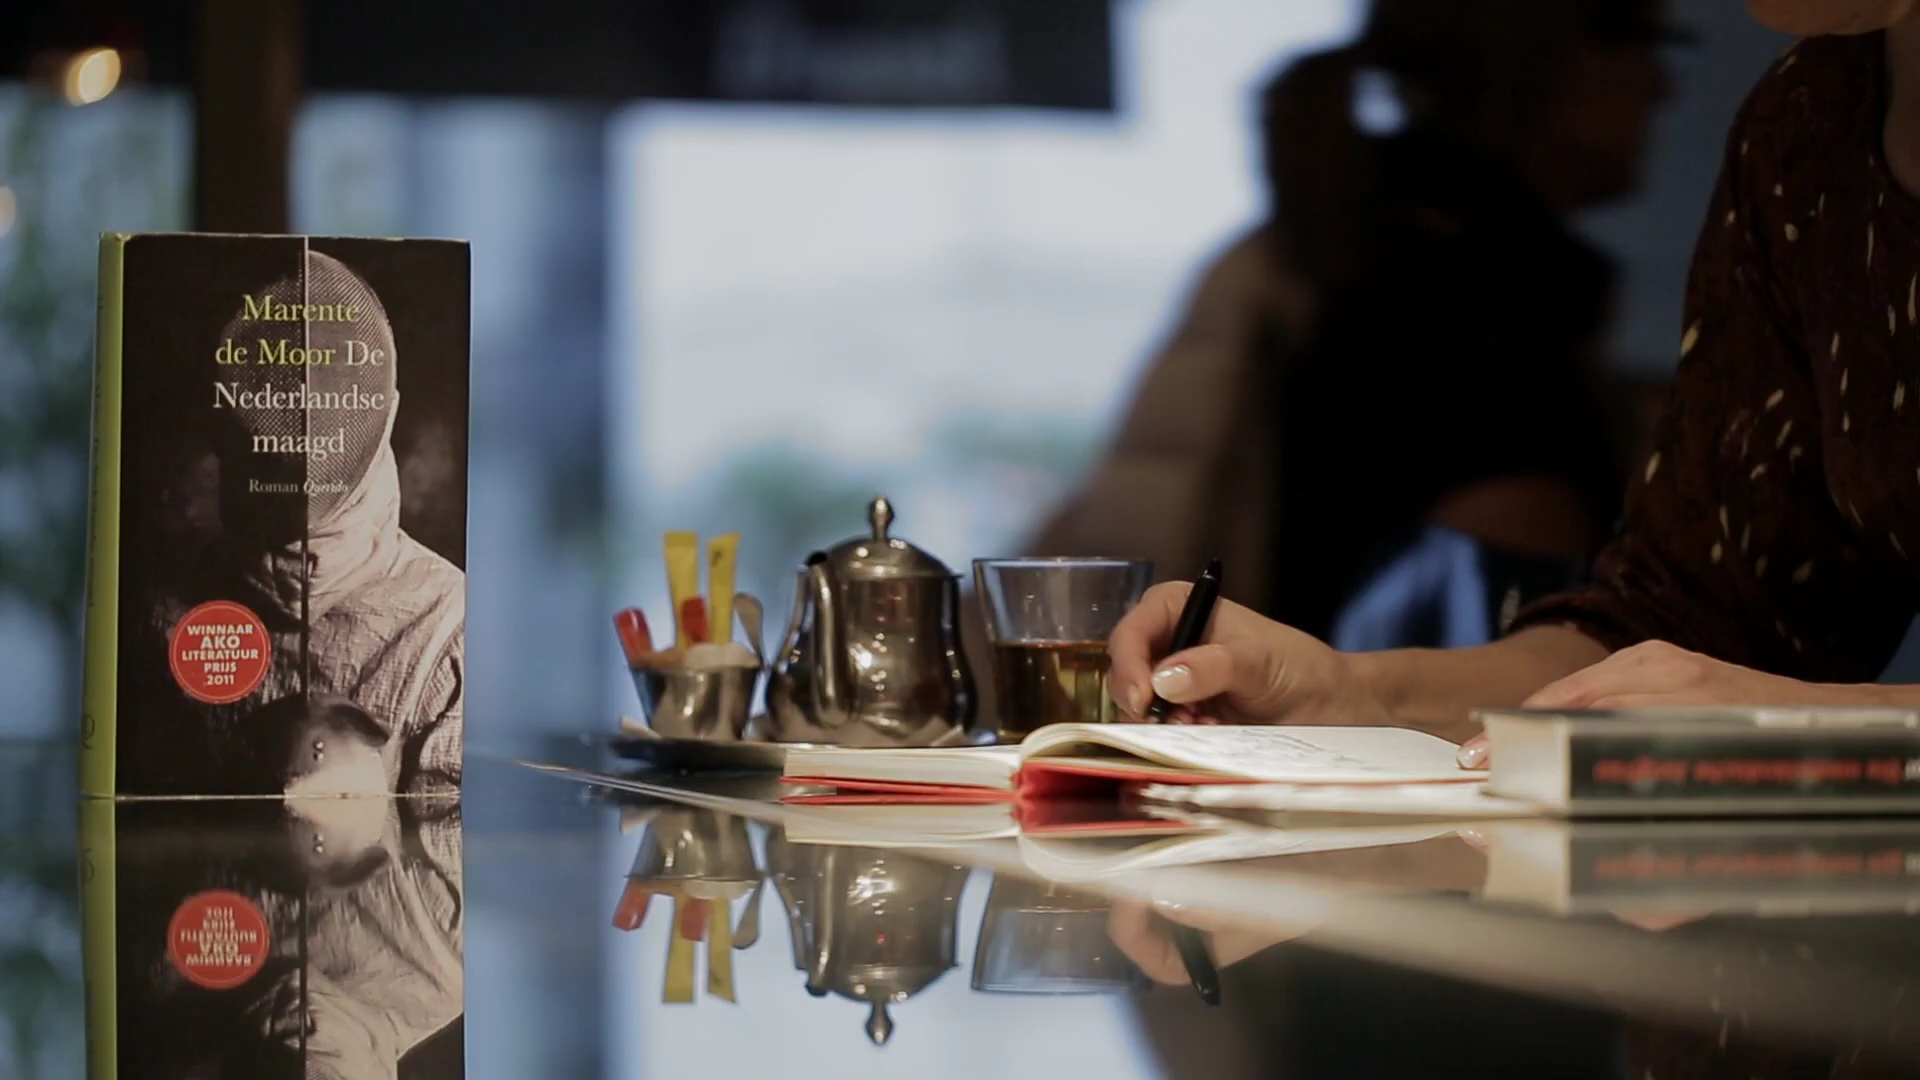 Marente
de Moor De
Nederlandse
maagd
Roman Querido
WINNAAR
AKO
LITERATUUR
PRIJS
2011